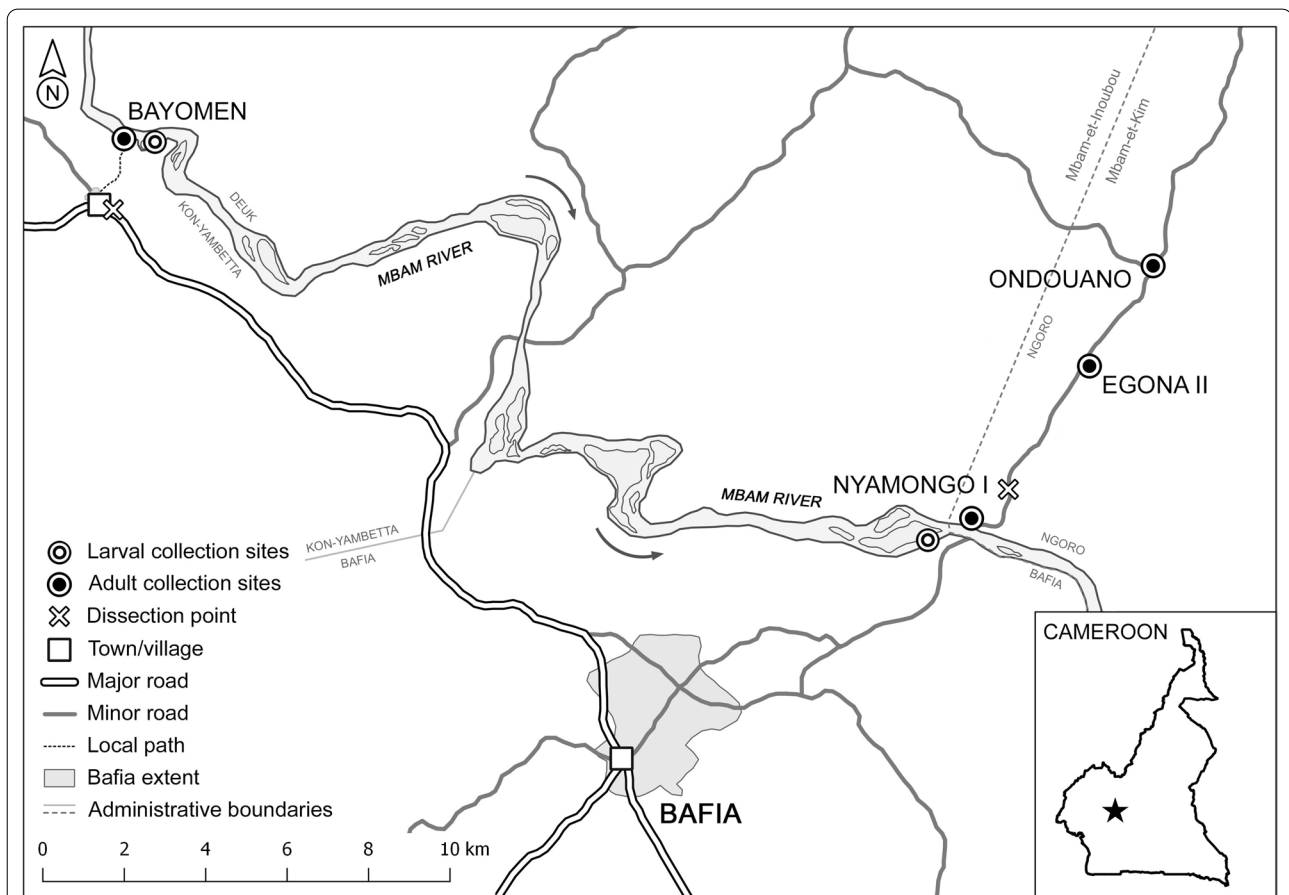 N
BAYOMEN
DEUK
KON-YAMBETTA
MBAM RIVER
Mbam-et-Inoubou
Mbam-et-Kim
ONDOUANO
NGORO
EGONA II
NYAMONGO I
MBAM RIVER
KON-YAMBETTA
BAFIA
NGORO
BAFIA
Larval collection sites
Adult collection sites
Dissection point
Town/village
Major road
Minor road
Local path
Bafia extent
Administrative boundaries
0 2 4 6 8 10 km
BAFIA
CAMEROON